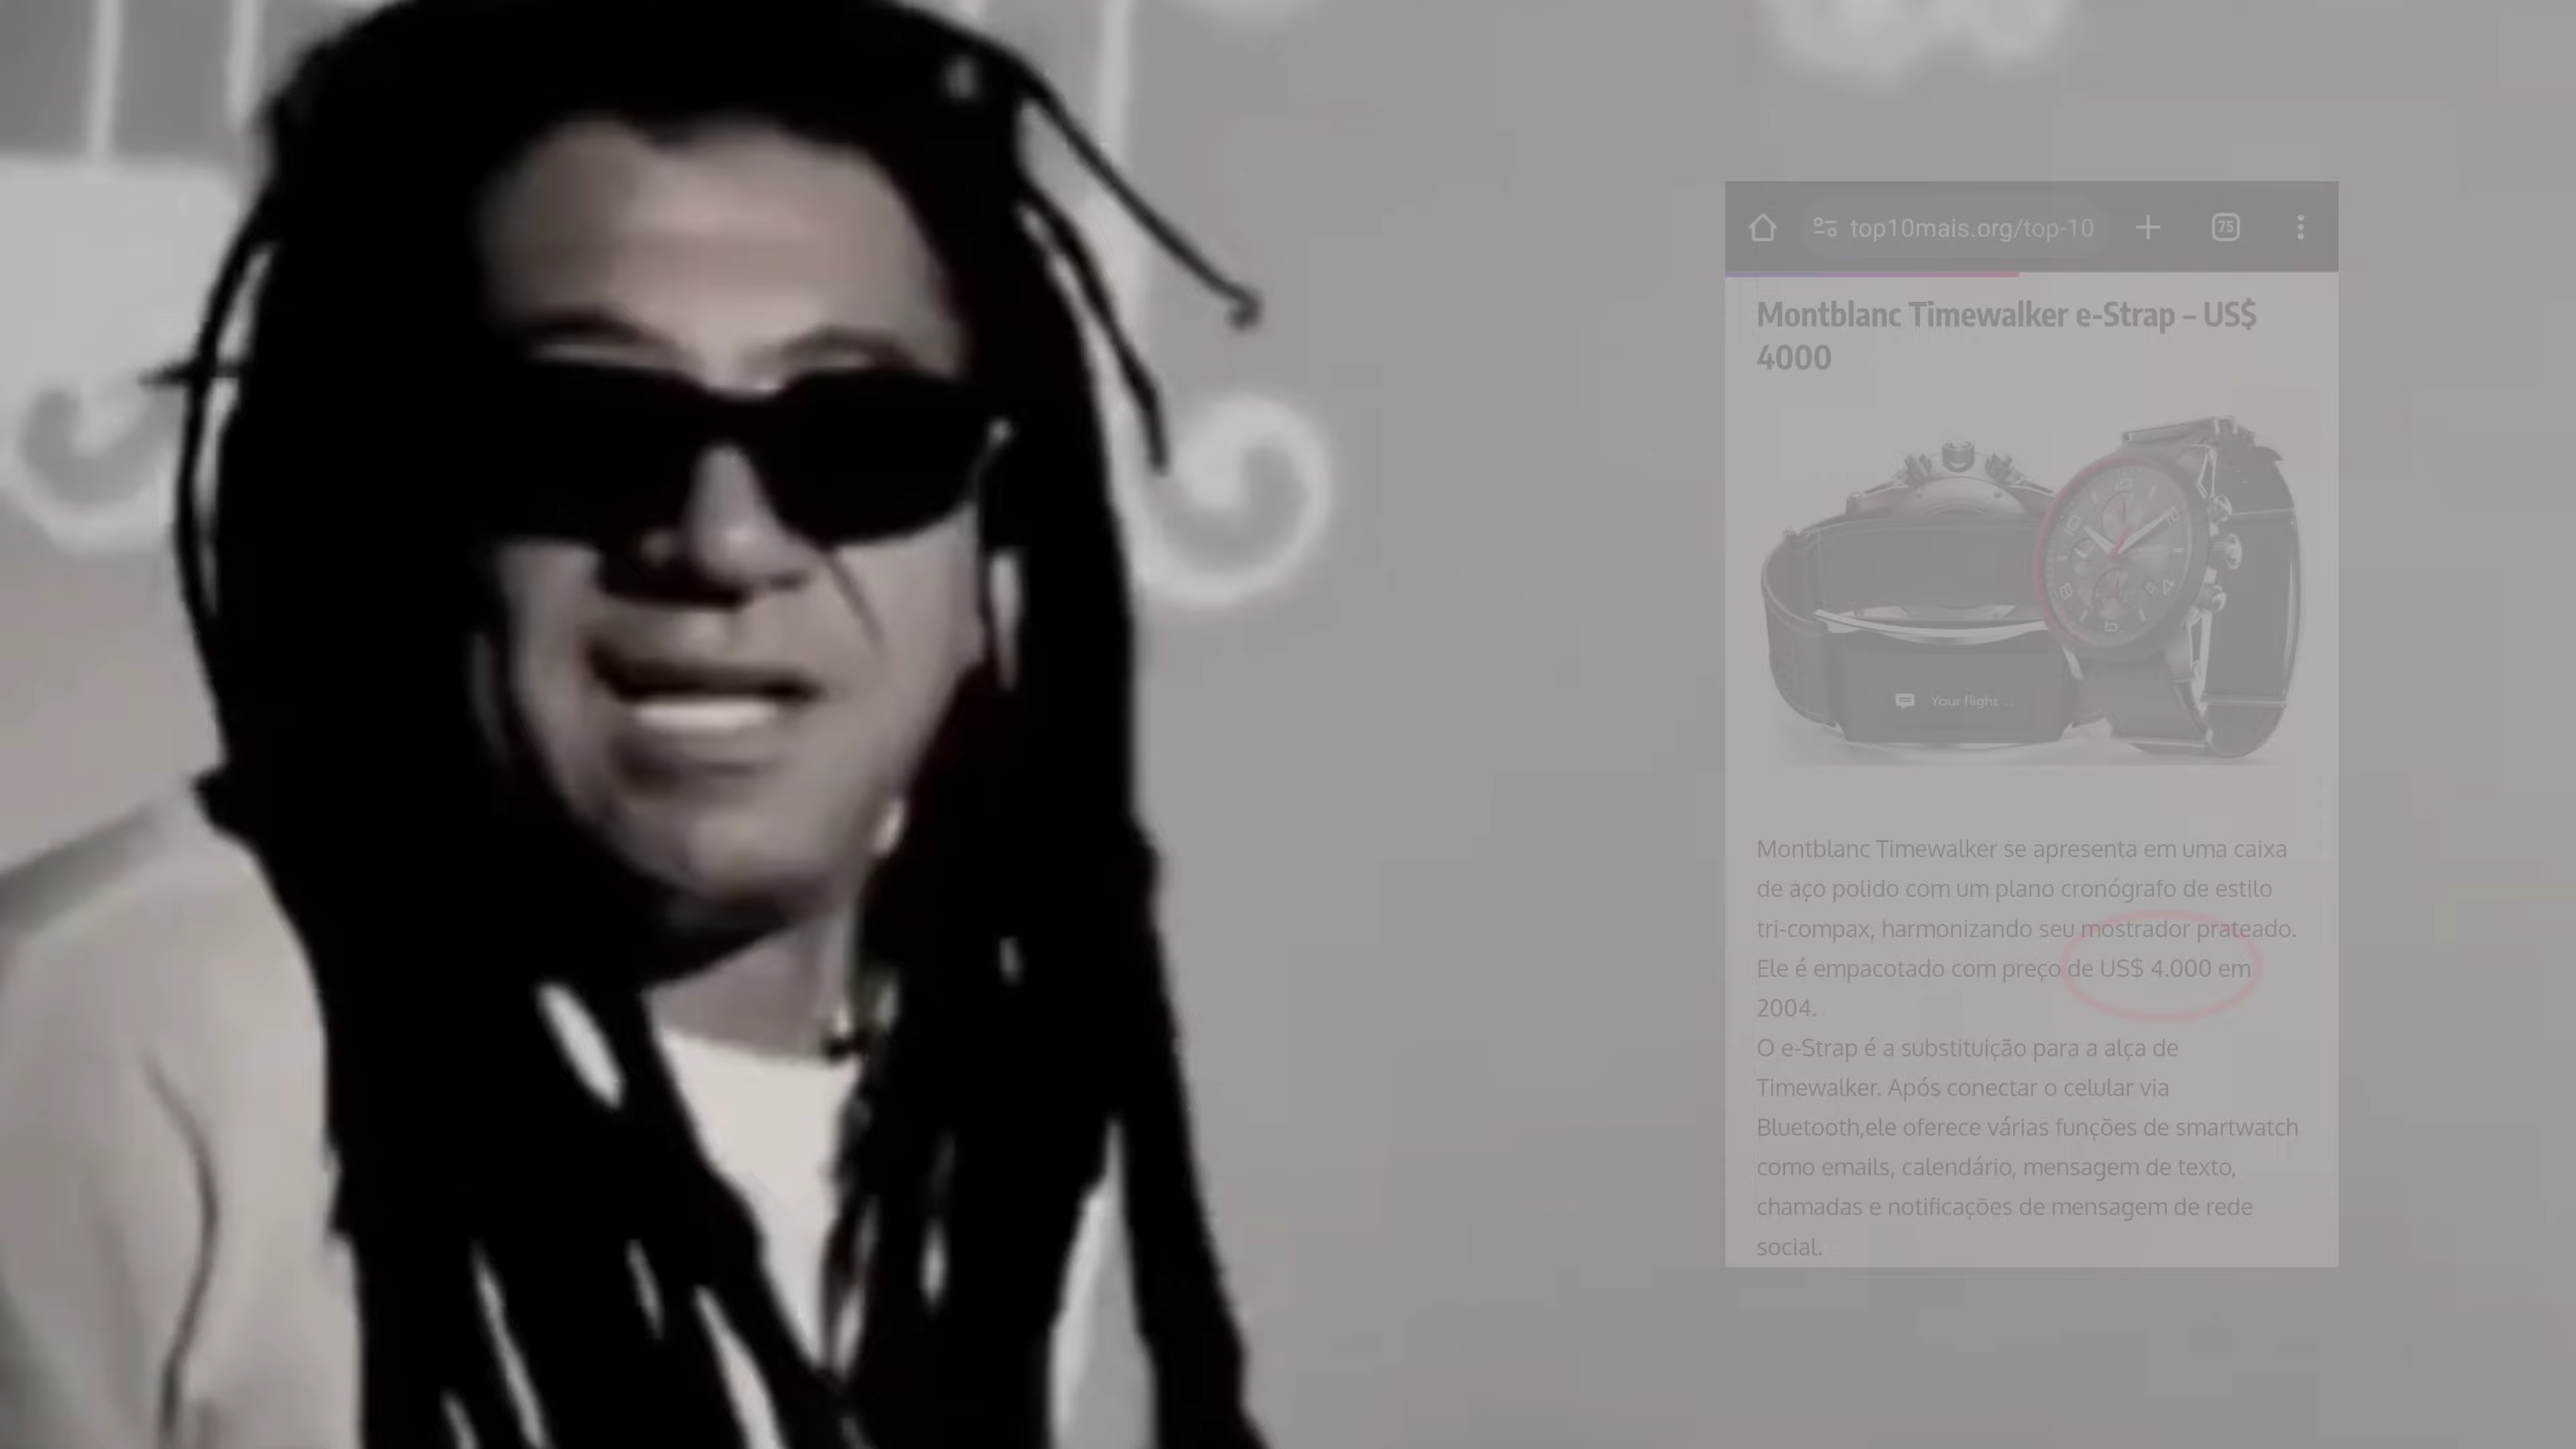 top10mais.org/top-10
75
Montblanc Timewalker e-Strap – US$
4000
Your flight ...
Montblanc Timewalker se apresenta em uma caixa
de aço polido com um plano cronógrafo de estilo
tri-compax, harmonizando seu mostrador prateado.
Ele é empacotado com preço de US$ 4.000 em
2004.
O e-Strap é a substituição para a alça de
Timewalker. Após conectar o celular via
Bluetooth,ele oferece várias funções de smartwatch
como emails, calendário, mensagem de texto,
chamadas e notificações de mensagem de rede
social.